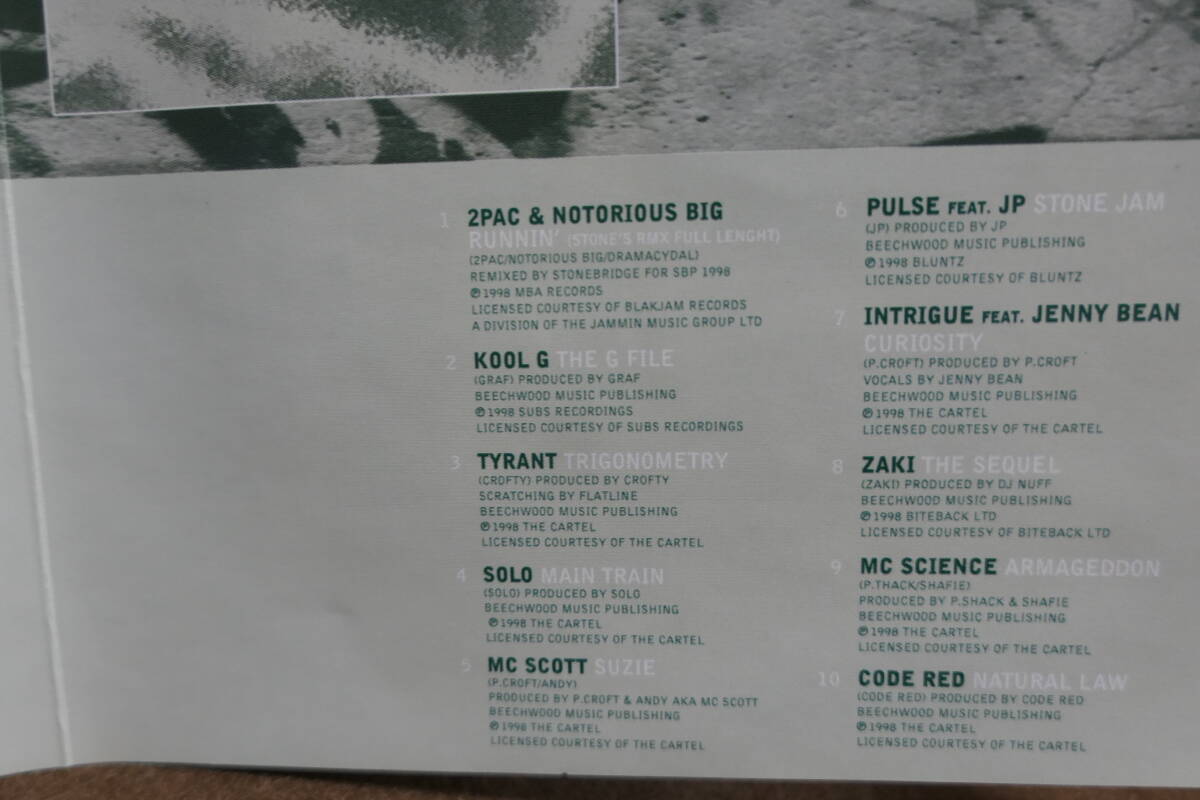 1 2PAC & NOTORIOUS BIG
RUNNIN' (STONE'S RMX FULL LENGHT)
(2PAC/NOTORIOUS BIG/DRAMACYDAL)
REMIXED BY STONEBRIDGE FOR SBP 1998
℗1998 MBA RECORDS
LICENSED COURTESY OF BLAKJAM RECORDS
A DIVISION OF THE JAMMIN MUSIC GROUP LTD
2 KOOL G THE G FILE
(GRAF) PRODUCED BY GRAF
BEECHWOOD MUSIC PUBLISHING
℗1998 SUBS RECORDINGS
LICENSED COURTESY OF SUBS RECORDINGS
3 TYRANT TRIGONOMETRY
(CROFTY) PRODUCED BY CROFTY
SCRATCHING BY FLATLINE
BEECHWOOD MUSIC PUBLISHING
℗1998 THE CARTEL
LICENSED COURTESY OF THE CARTEL
4 SOLO MAIN TRAIN
(SOLO) PRODUCED BY SOLO
BEECHWOOD MUSIC PUBLISHING
℗1998 THE CARTEL
LICENSED COURTESY OF THE CARTEL
5 MC SCOTT SUZIE
(P.CROFT/ANDY)
PRODUCED BY P.CROFT & ANDY AKA MC SCOTT
BEECHWOOD MUSIC PUBLISHING
℗1998 THE CARTEL
LICENSED COURTESY OF THE CARTEL
6 PULSE FEAT. JP STONE JAM
(JP) PRODUCED BY JP
BEECHWOOD MUSIC PUBLISHING
℗1998 BLUNTZ
LICENSED COURTESY OF BLUNTZ
7 INTRIGUE FEAT. JENNY BEAN
CURIOSITY
(P.CROFT) PRODUCED BY P.CROFT
VOCALS BY JENNY BEAN
BEECHWOOD MUSIC PUBLISHING
℗1998 THE CARTEL
LICENSED COURTESY OF THE CARTEL
8 ZAKI THE SEQUEL
(ZAKI) PRODUCED BY DJ NUFF
BEECHWOOD MUSIC PUBLISHING
℗1998 BITEBACK LTD
LICENSED COURTESY OF BITEBACK LTD
9 MC SCIENCE ARMAGEDDON
(P.THACK/SHAFIE)
PRODUCED BY P.SHACK & SHAFIE
BEECHWOOD MUSIC PUBLISHING
℗1998 THE CARTEL
LICENSED COURTESY OF THE CARTEL
10 CODE RED NATURAL LAW
(CODE RED) PRODUCED BY CODE RED
BEECHWOOD MUSIC PUBLISHING
℗1998 THE CARTEL
LICENSED COURTESY OF THE CARTEL